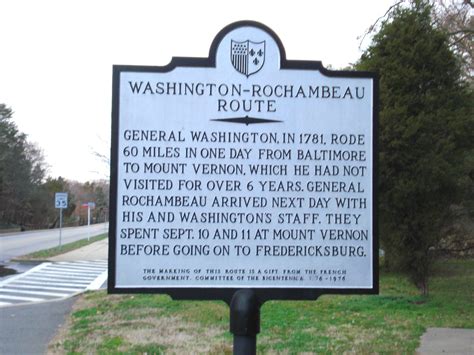 WASHINGTON-ROCHAMBEAU
ROUTE
GENERAL WASHINGTON, IN 1781, RODE
60 MILES IN ONE DAY FROM BALTIMORE
TO MOUNT VERNON, WHICH HE HAD NOT
VISITED FOR OVER 6 YEARS. GENERAL
ROCHAMBEAU ARRIVED NEXT DAY WITH
HIS AND WASHINGTONS STAFF. THEY
SPENT SEPT. 10 AND 11 AT MOUNT VERNON
BEFORE GOING ON TO FREDERICKSBURG.
THE MARKING OF THIS ROUTE IS A GIFT FROM THE FRENCH
GOVERNMENT. COMMITTEE OF THE BICENTENNIAL 1776-1976
35